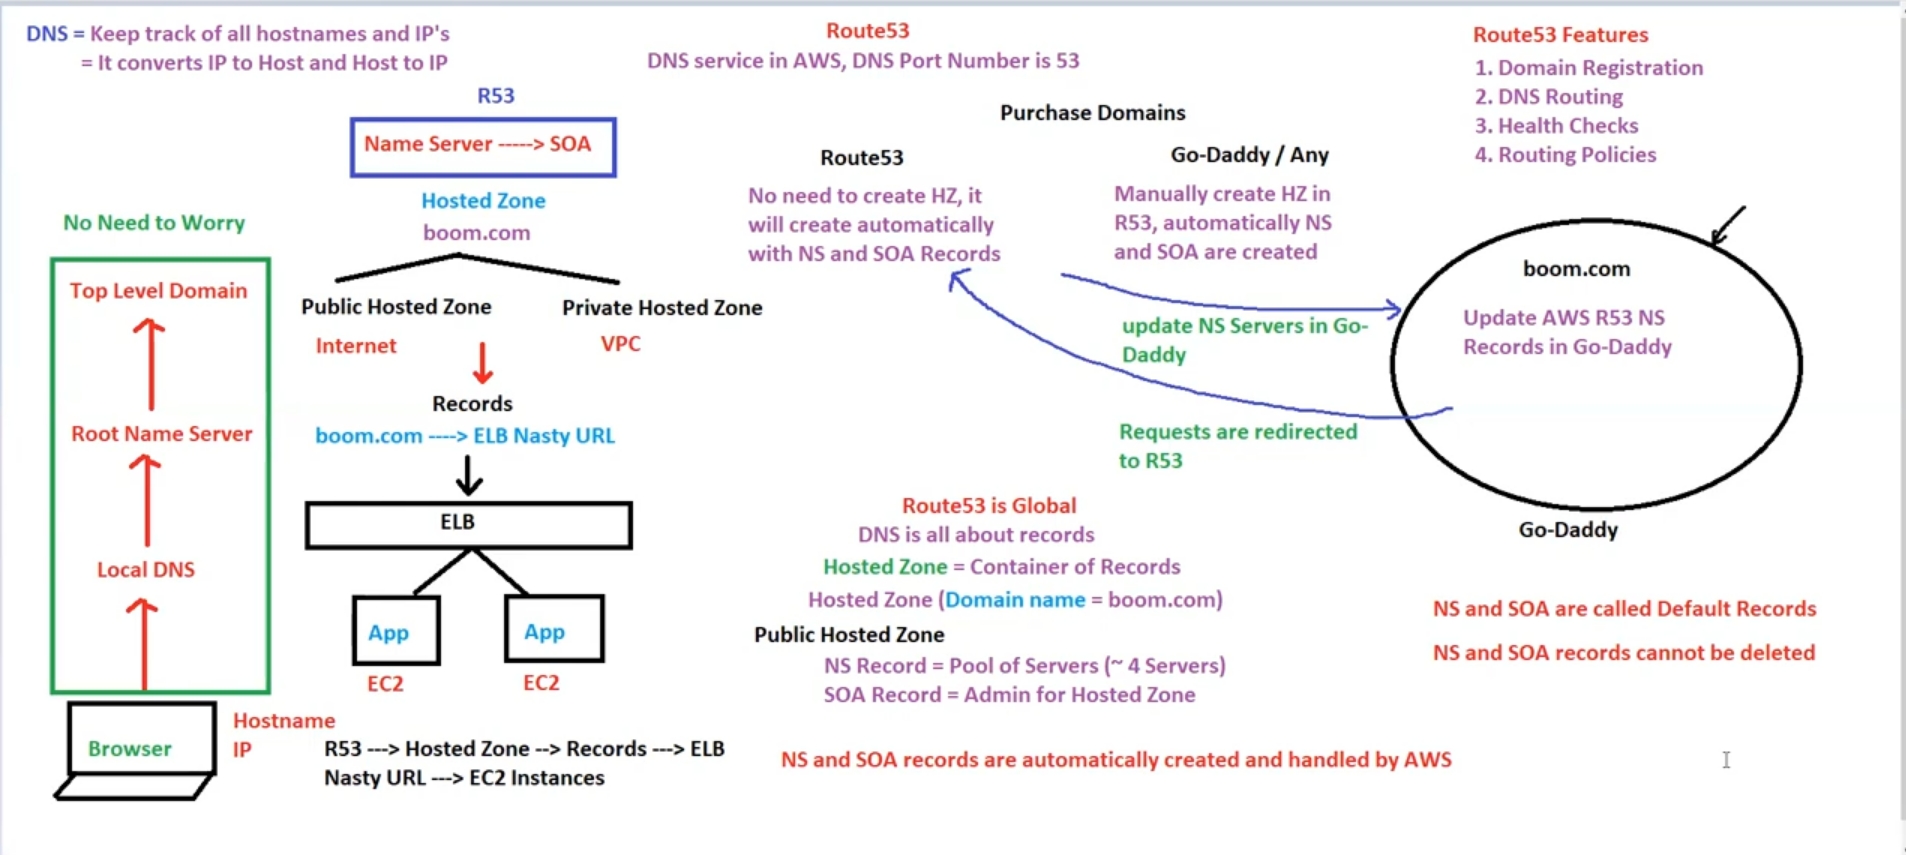 DNS = Keep track of all hostnames and IP's
= It converts IP to Host and Host to IP
Route53
DNS service in AWS, DNS Port Number is 53
Route53 Features
1. Domain Registration
2. DNS Routing
3. Health Checks
4. Routing Policies
R53
Name Server -----> SOA
Hosted Zone
boom.com
Public Hosted Zone
Internet
Private Hosted Zone
VPC
Records
boom.com ----> ELB Nasty URL
ELB
App
App
EC2
EC2
No Need to Worry
Top Level Domain
Root Name Server
Local DNS
Browser
Hostname
IP
R53 ---> Hosted Zone --> Records ---> ELB
Nasty URL ---> EC2 Instances
Purchase Domains
Route53
No need to create HZ, it
will create automatically
with NS and SOA Records
Go-Daddy / Any
Manually create HZ in
R53, automatically NS
and SOA are created
update NS Servers in Go-
Daddy
Requests are redirected
to R53
boom.com
Update AWS R53 NS
Records in Go-Daddy
Go-Daddy
Route53 is Global
DNS is all about records
Hosted Zone = Container of Records
Hosted Zone (Domain name = boom.com)
Public Hosted Zone
NS Record = Pool of Servers (~ 4 Servers)
SOA Record = Admin for Hosted Zone
NS and SOA records are automatically created and handled by AWS
NS and SOA are called Default Records
NS and SOA records cannot be deleted